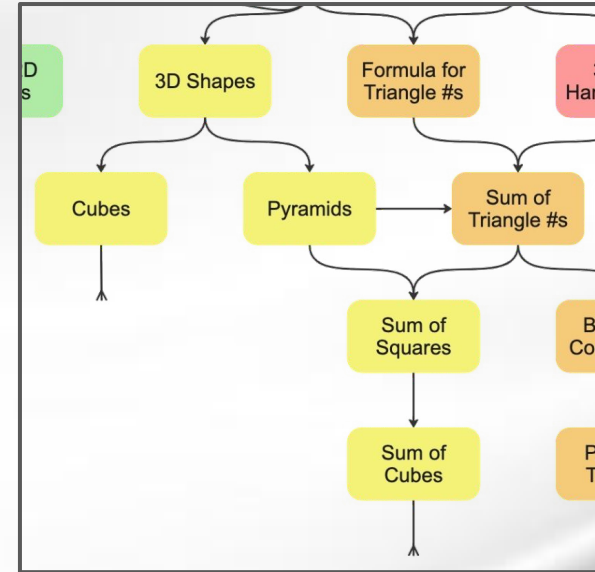 3D Shapes
Formula for
Triangle #s
Cubes
Pyramids
Sum of
Triangle #s
Sum of
Squares
Sum of
Cubes